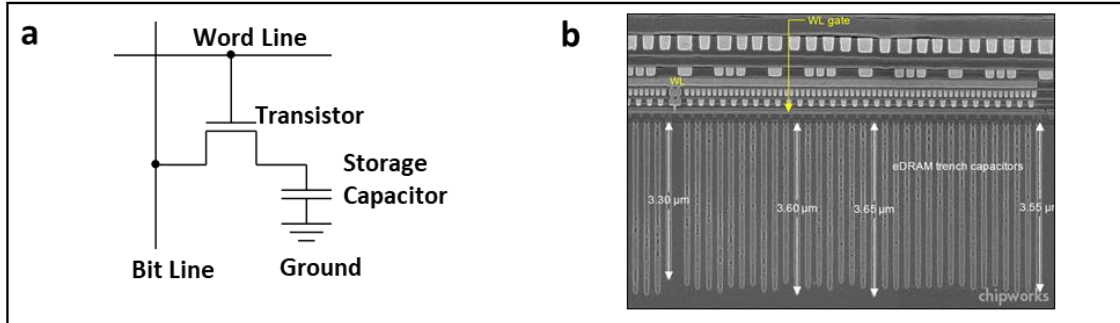 a
Word Line
Transistor
Storage
Capacitor
Bit Line
Ground
b
WL gate
WL
eDRAM trench capacitors
3.30 µm
3.60 µm
3.65 µm
3.55 µm
chipworks